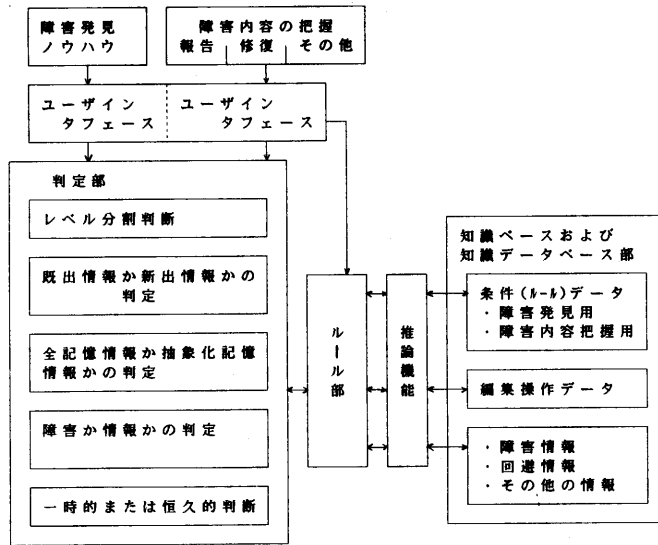 障害発見
ノウハウ
障害内容の把握
報告 修復 その他
ユーザイン
タフェース
ユーザイン
タフェース
判定部
レベル分割判断
既出情報か新出情報かの
判定
全記憶情報か抽象化記憶
情報かの判定
障害か情報かの判定
一時的または恒久的判断
ルール部
推論機能
知識ベースおよび
知識データベース部
条件(ルール)データ
・障害発見用
・障害内容把握用
編集操作データ
・障害情報
・回避情報
・その他の情報